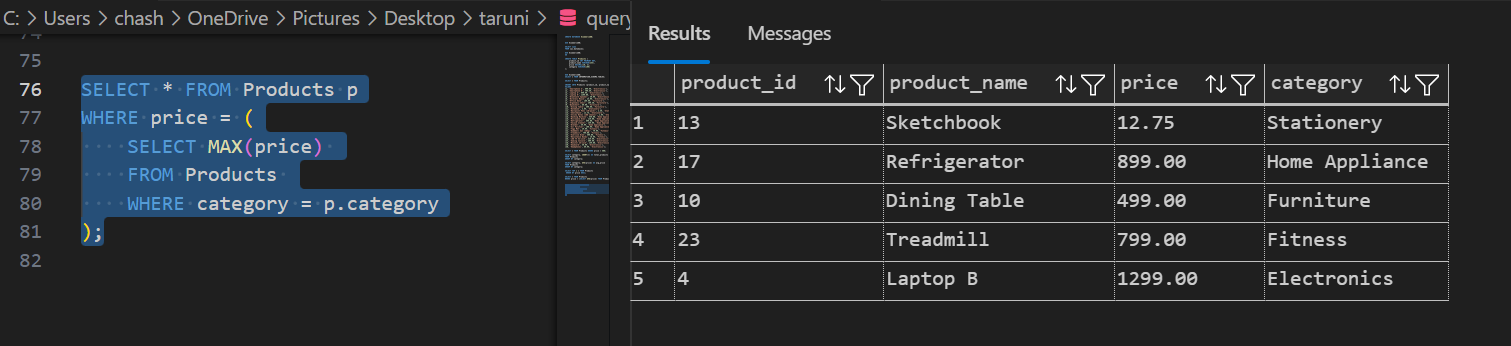 C: > Users > chash > OneDrive > Pictures > Desktop > taruni > query
74
75
76 SELECT * FROM Products p
77 WHERE price = (
78 SELECT MAX(price)
79 FROM Products
80 WHERE category = p.category
81 );
82
Results Messages
product_id product_name price category
1 13 Sketchbook 12.75 Stationery
2 17 Refrigerator 899.00 Home Appliance
3 10 Dining Table 499.00 Furniture
4 23 Treadmill 799.00 Fitness
5 4 Laptop B 1299.00 Electronics